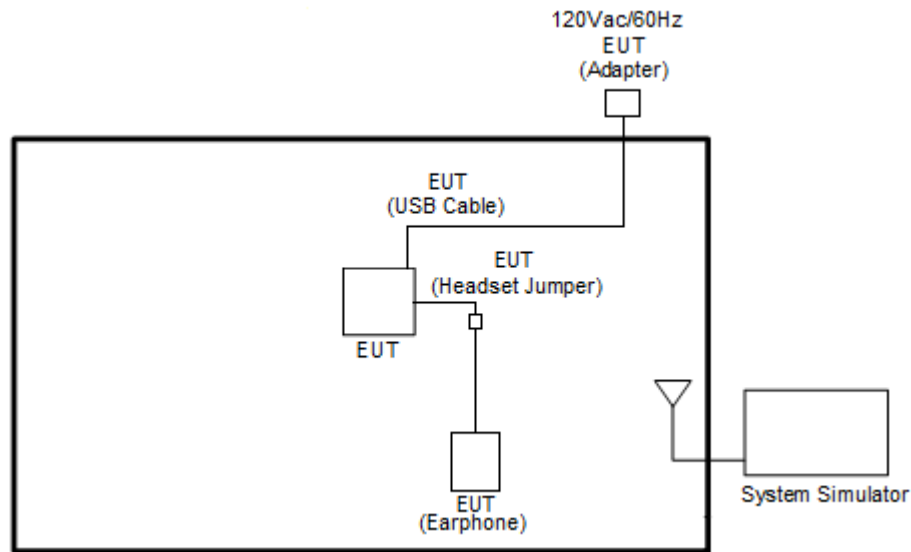 120Vac/60Hz
EUT
(Adapter)
EUT
(USB Cable)
EUT
(Headset Jumper)
EUT
EUT
(Earphone)
System Simulator